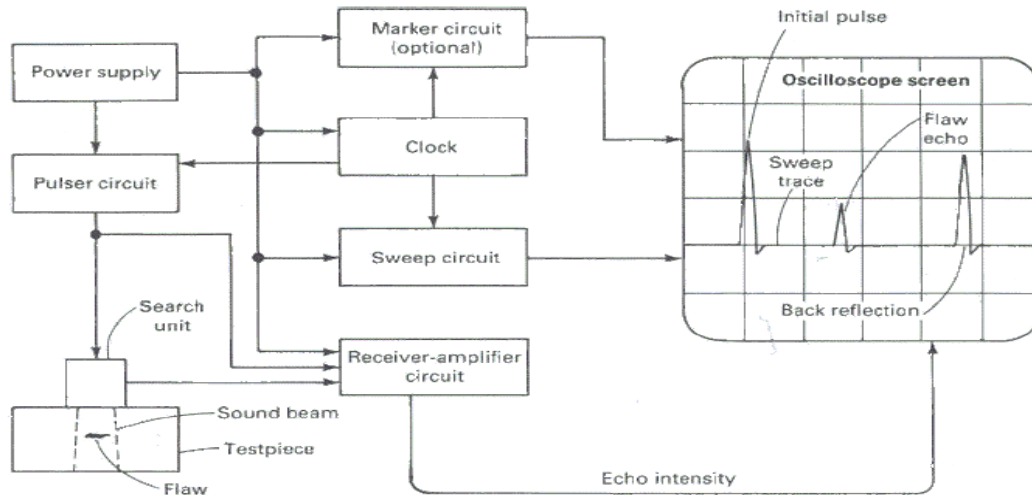 Initial pulse
Marker circuit
(optional)
Power supply
Oscilloscope screen
Flaw
echo
Clock
Pulser circuit
Sweep
trace
Sweep circuit
Search
unit
Back reflection
Receiver-amplifier
circuit
Sound beam
Testpiece
Flaw
Echo intensity